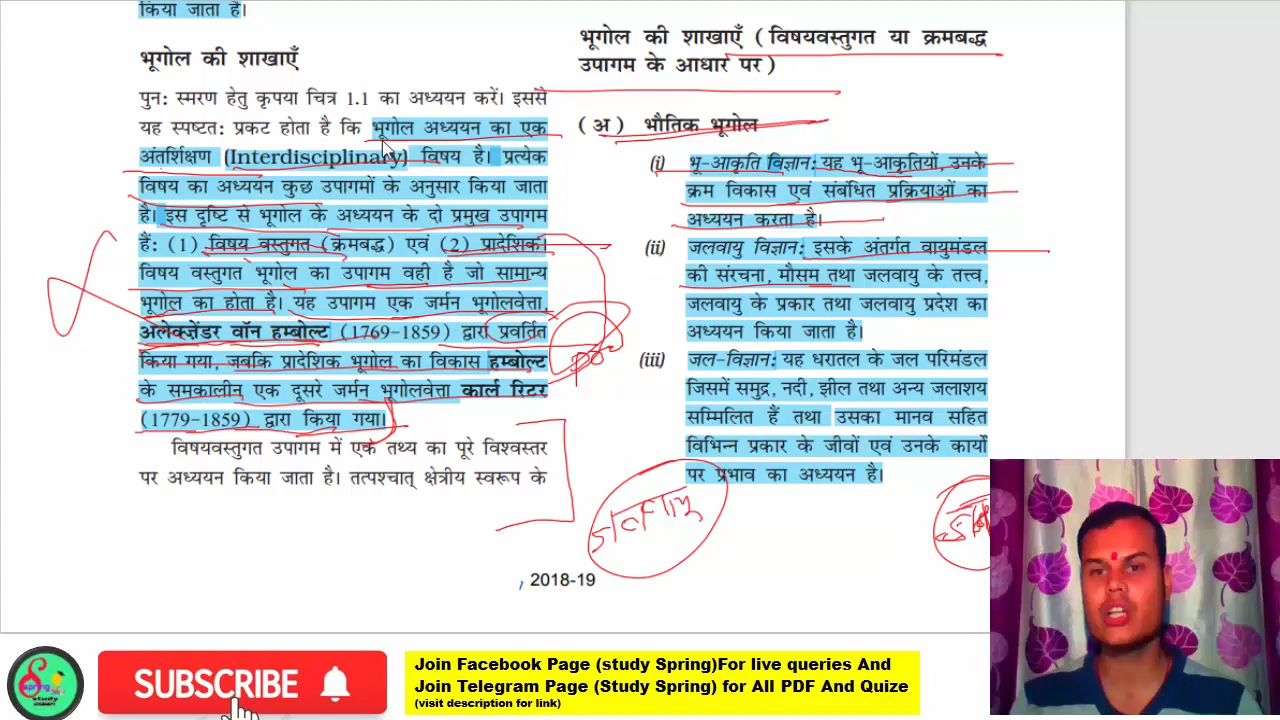 किया जाता है।
भूगोल की शाखाएँ
पुन: स्मरण हेतु कृपया चित्र 1.1 का अध्ययन करें। इससे
यह स्पष्टत: प्रकट होता है कि भूगोल अध्ययन का एक
अंतर्शिक्षण (Interdisciplinary) विषय है। प्रत्येक
विषय का अध्ययन कुछ उपागमों के अनुसार किया जाता
है। इस दृष्टि से भूगोल के अध्ययन के दो प्रमुख उपागम
हैं: (1) विषय वस्तुगत (क्रमबद्ध) एवं (2) प्रादेशिक।
विषय वस्तुगत भूगोल का उपागम वही है जो सामान्य
भूगोल का होता है। यह उपागम एक जर्मन भूगोलवेत्ता,
अलेक्ज़ेंडर वॉन हम्बोल्ट (1769-1859) द्वारा प्रवर्तित
किया गया, जबकि प्रादेशिक भूगोल का विकास हम्बोल्ट
के समकालीन एक दूसरे जर्मन भूगोलवेत्ता कार्ल रिटर
(1779-1859) द्वारा किया गया।
विषयवस्तुगत उपागम में एक तथ्य का पूरे विश्वस्तर
पर अध्ययन किया जाता है। तत्पश्चात् क्षेत्रीय स्वरूप के
भूगोल की शाखाएँ (विषयवस्तुगत या क्रमबद्ध
उपागम के आधार पर)
(अ) भौतिक भूगोल
(i) भू-आकृति विज्ञान: यह भू-आकृतियों, उनके
क्रम विकास एवं संबंधित प्रक्रियाओं का
अध्ययन करता है।
(ii) जलवायु विज्ञान: इसके अंतर्गत वायुमंडल
की संरचना, मौसम तथा जलवायु के तत्त्व,
जलवायु के प्रकार तथा जलवायु प्रदेश का
अध्ययन किया जाता है।
(iii) जल-विज्ञान: यह धरातल के जल परिमंडल
जिसमें समुद्र, नदी, झील तथा अन्य जलाशय
सम्मिलित हैं तथा उसका मानव सहित
विभिन्न प्रकार के जीवों एवं उनके कार्यों
पर प्रभाव का अध्ययन है।
जलवायु
2018-19
SUBSCRIBE
Join Facebook Page (study Spring)For live queries And
Join Telegram Page (Study Spring) for All PDF And Quize
(visit description for link)